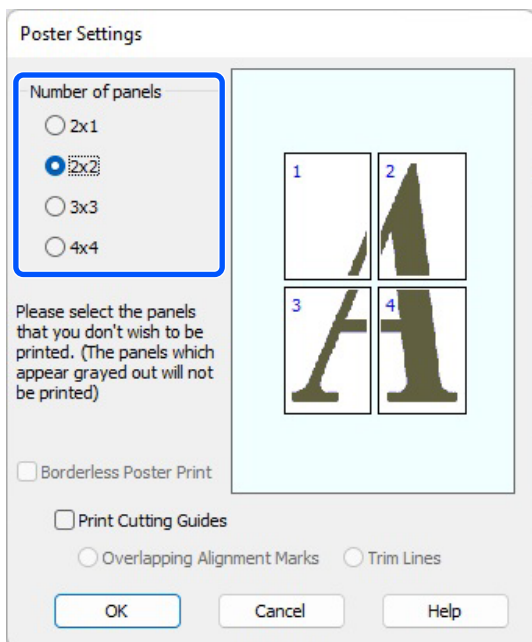 Poster Settings
Number of panels
2x1
2x2
3x3
4x4
Please select the panels
that you don't wish to be
printed. (The panels which
appear grayed out will not
be printed)
1
2
3
4
A
Borderless Poster Print
Print Cutting Guides
Overlapping Alignment Marks
Trim Lines
OK
Cancel
Help